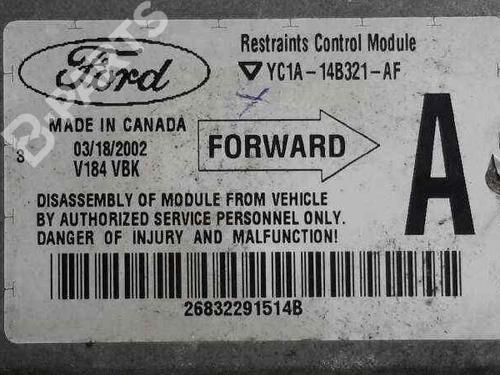 Ford
Restraints Control Module
YC1A-14B321-AF
MADE IN CANADA
03/18/2002
V184 VBK
FORWARD
A
DISASSEMBLY OF MODULE FROM VEHICLE
BY AUTHORIZED SERVICE PERSONNEL ONLY.
DANGER OF INJURY AND MALFUNCTION!
26832291514B
B-PARTS